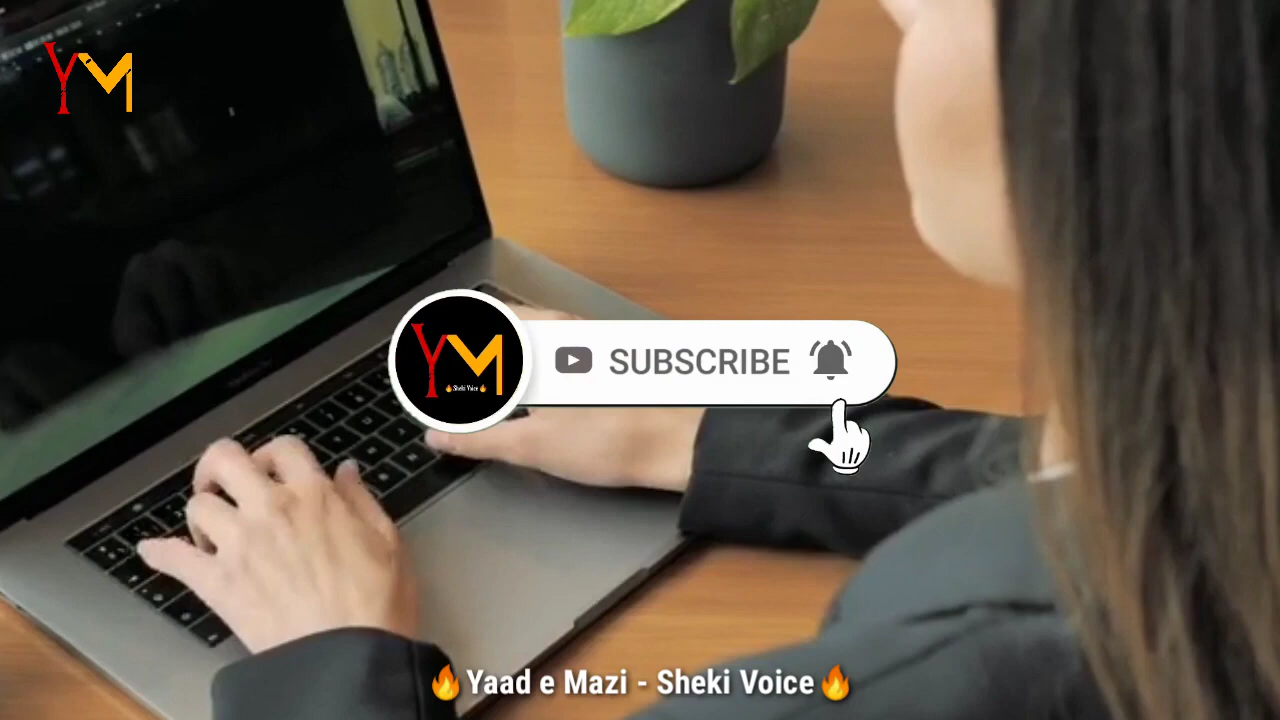 YM
YM
🔥Sheki Voice🔥
SUBSCRIBE
🔥Yaad e Mazi - Sheki Voice🔥